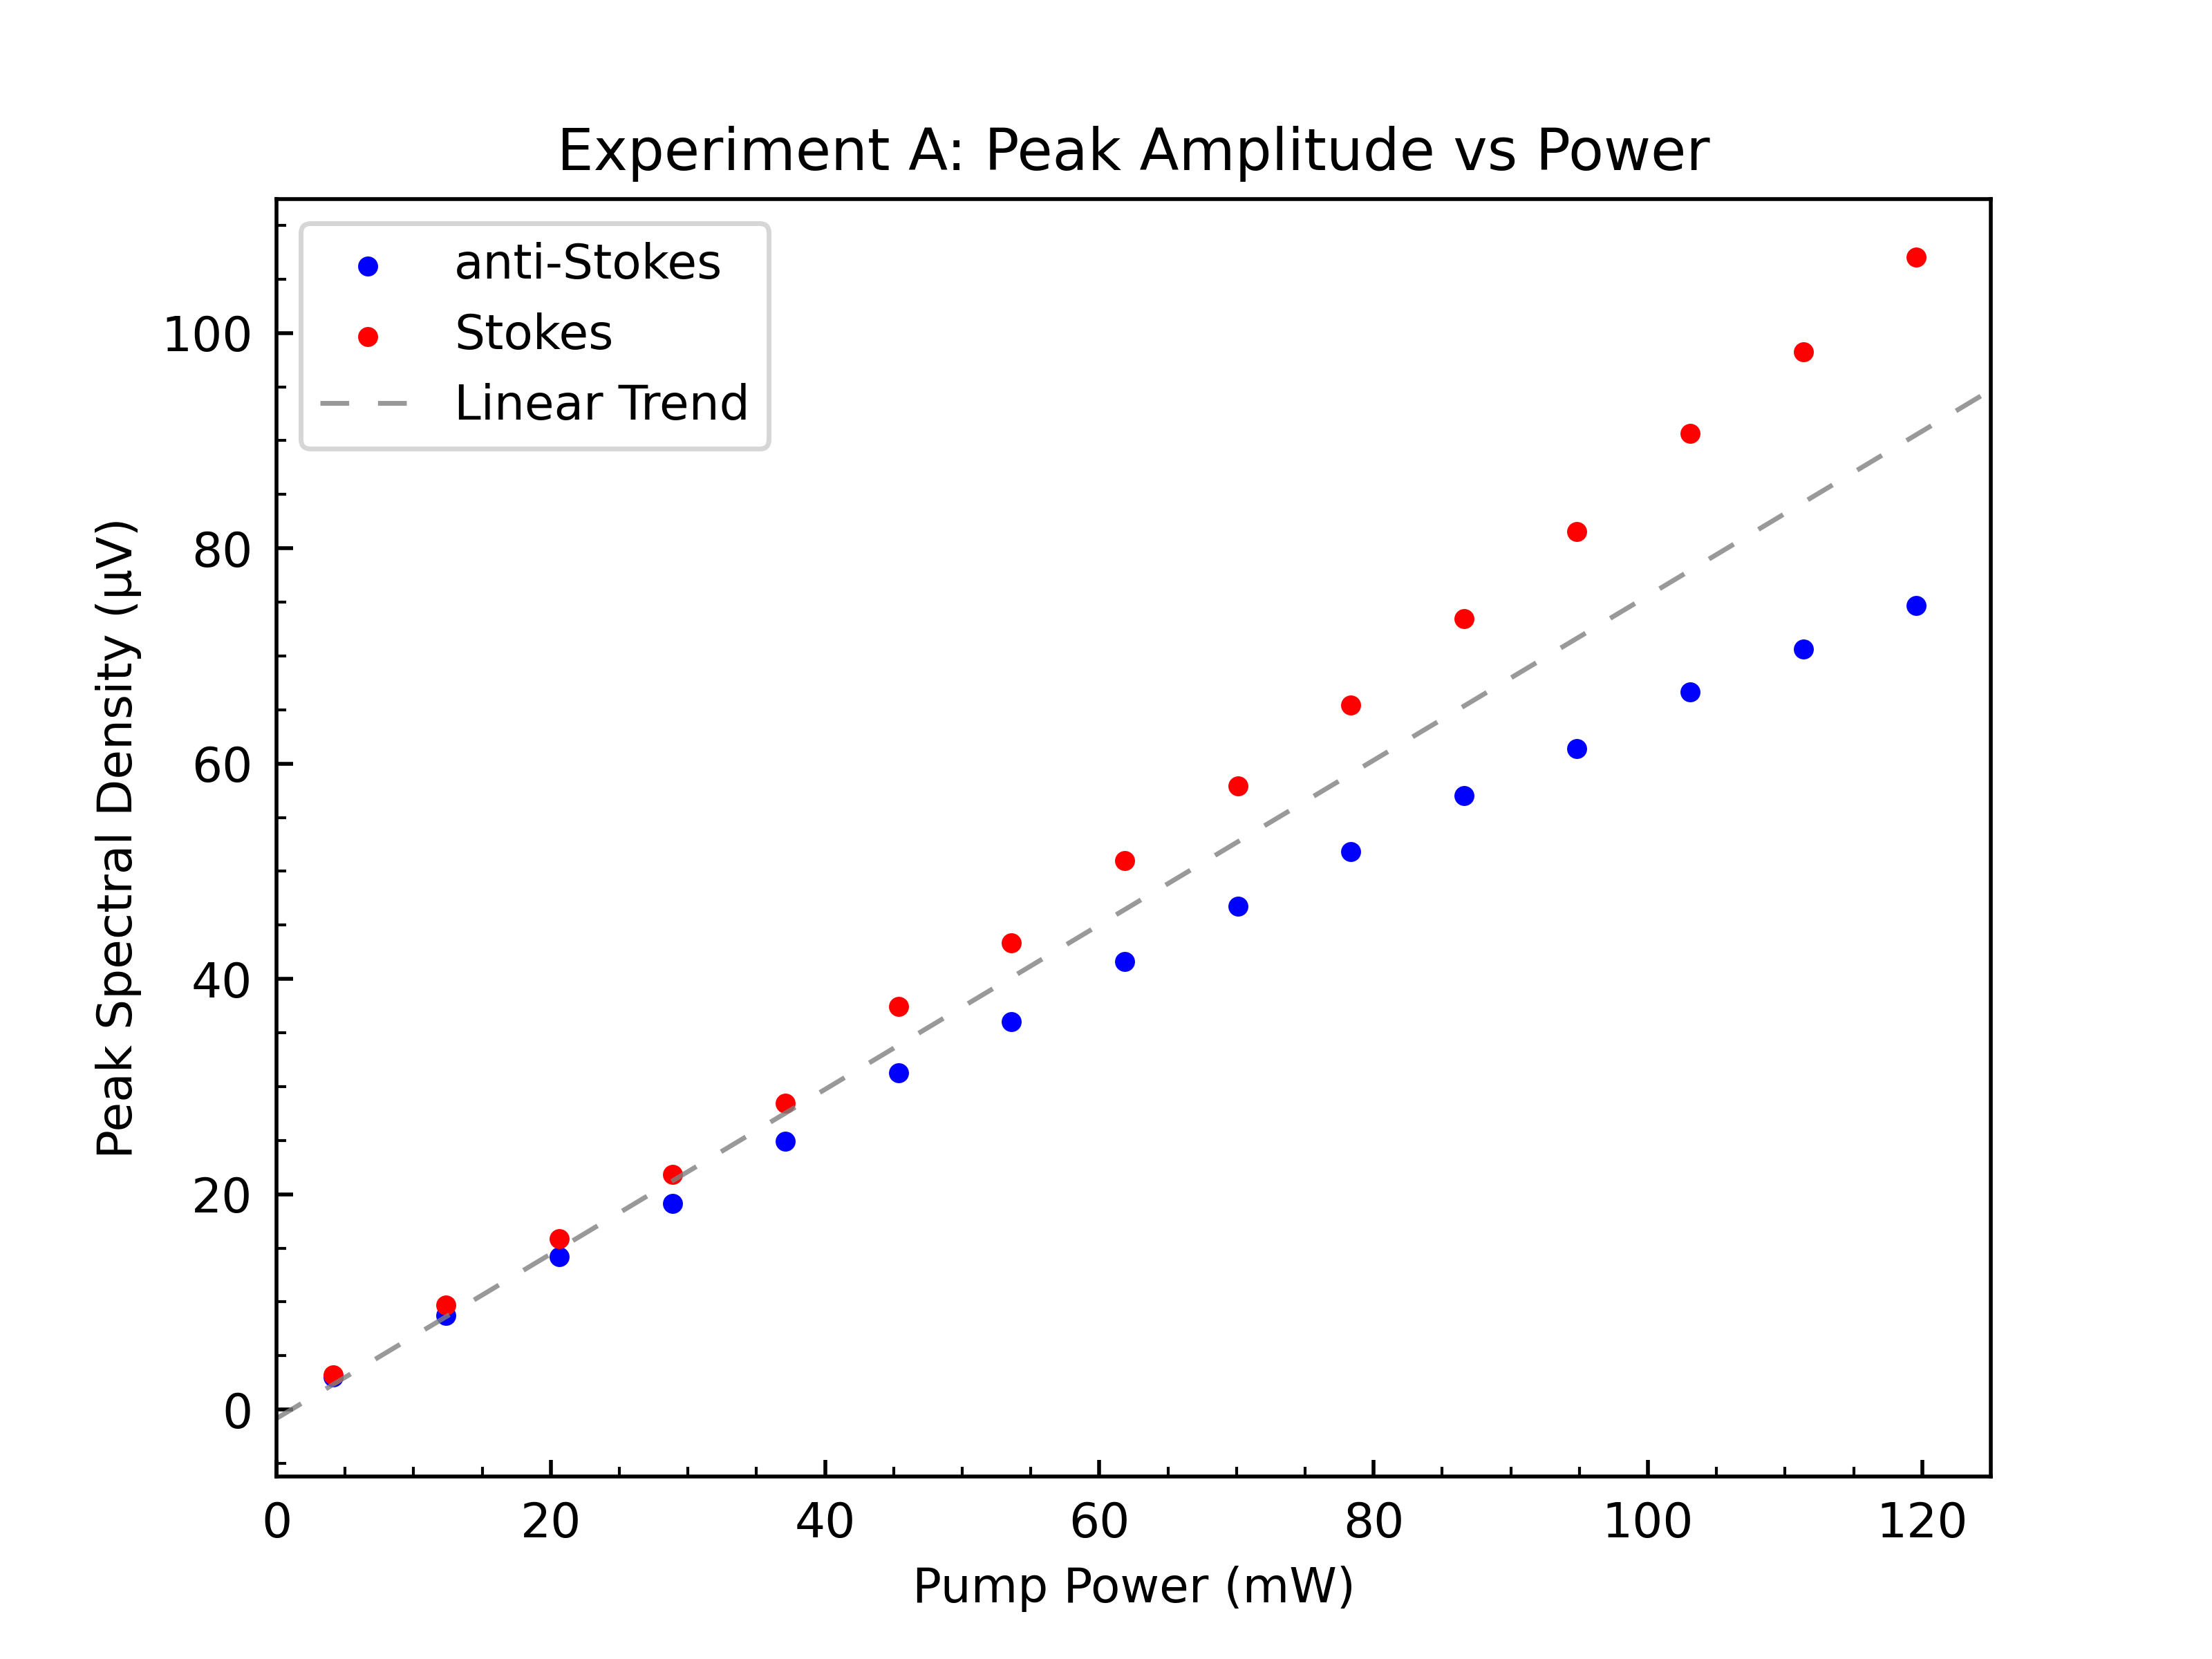 Experiment A: Peak Amplitude vs Power
anti-Stokes
Stokes
Linear Trend
Peak Spectral Density (μV)
100
80
60
40
20
0
0 20 40 60 80 100 120
Pump Power (mW)